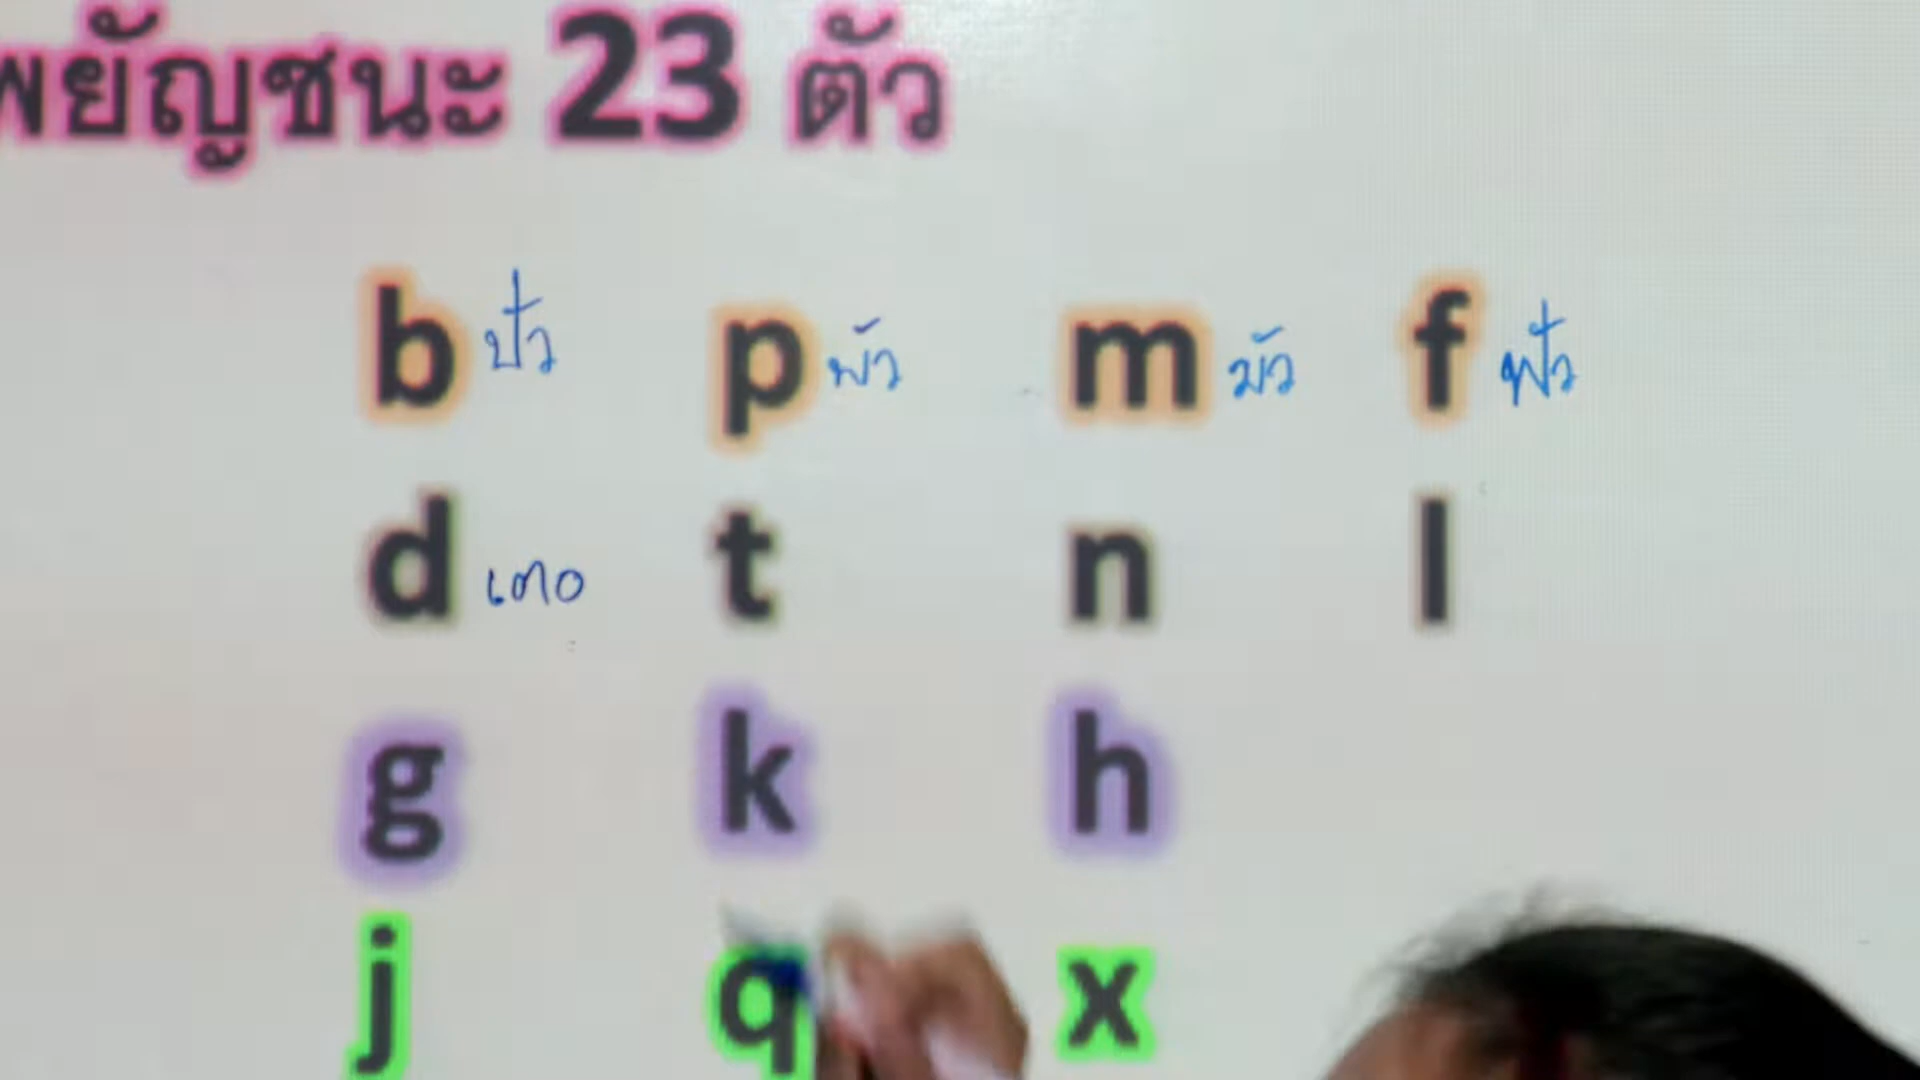 พยัญชนะ 23 ตัว
b ปัว p พัว m มัว f ฟัว
d เตอ t n l
g k h
j q x